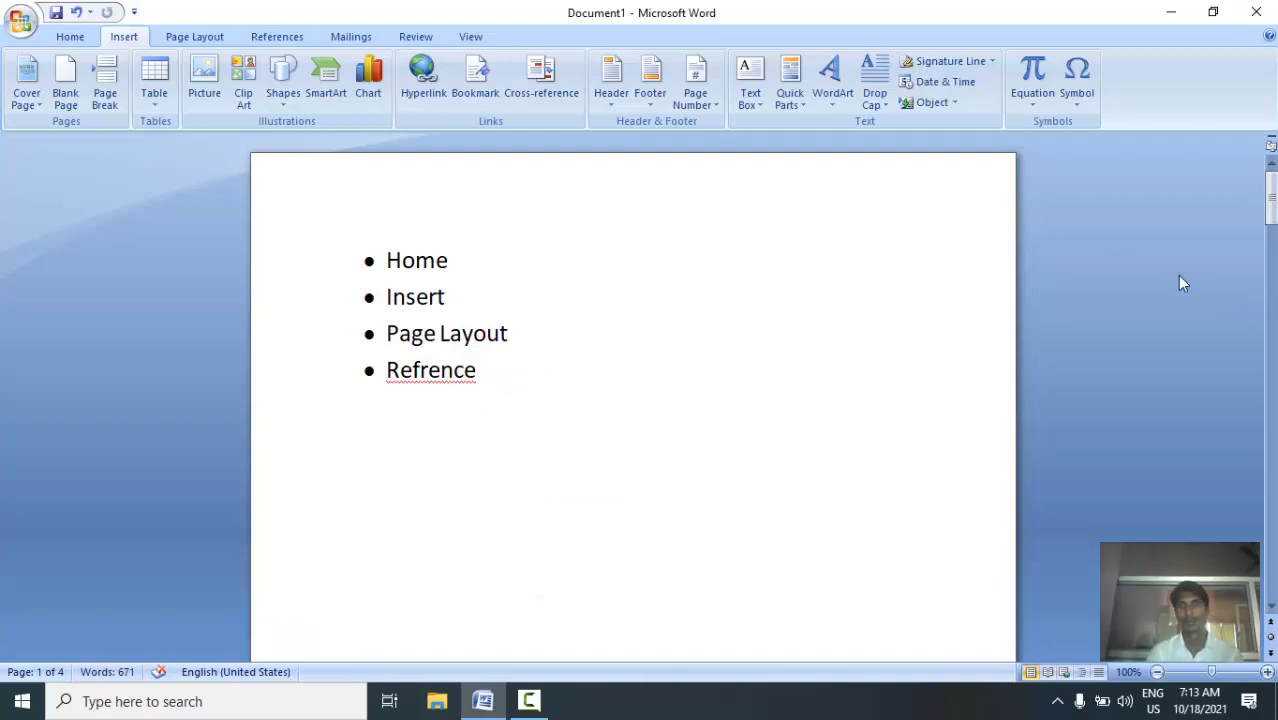 Document1 - Microsoft Word
Home Insert Page Layout References Mailings Review View
Cover Page Blank Page Page Break Table Picture Clip Art Shapes SmartArt Chart Hyperlink Bookmark Cross-reference Header Footer Page Number Text Box Quick Parts WordArt Drop Cap Signature Line Date & Time Object Equation Symbol
Pages Tables Illustrations Links Header & Footer Text Symbols
• Home
• Insert
• Page Layout
• Refrence
Page: 1 of 4 Words: 671 English (United States) 100%
Type here to search ENG US 7:13 AM 10/18/2021